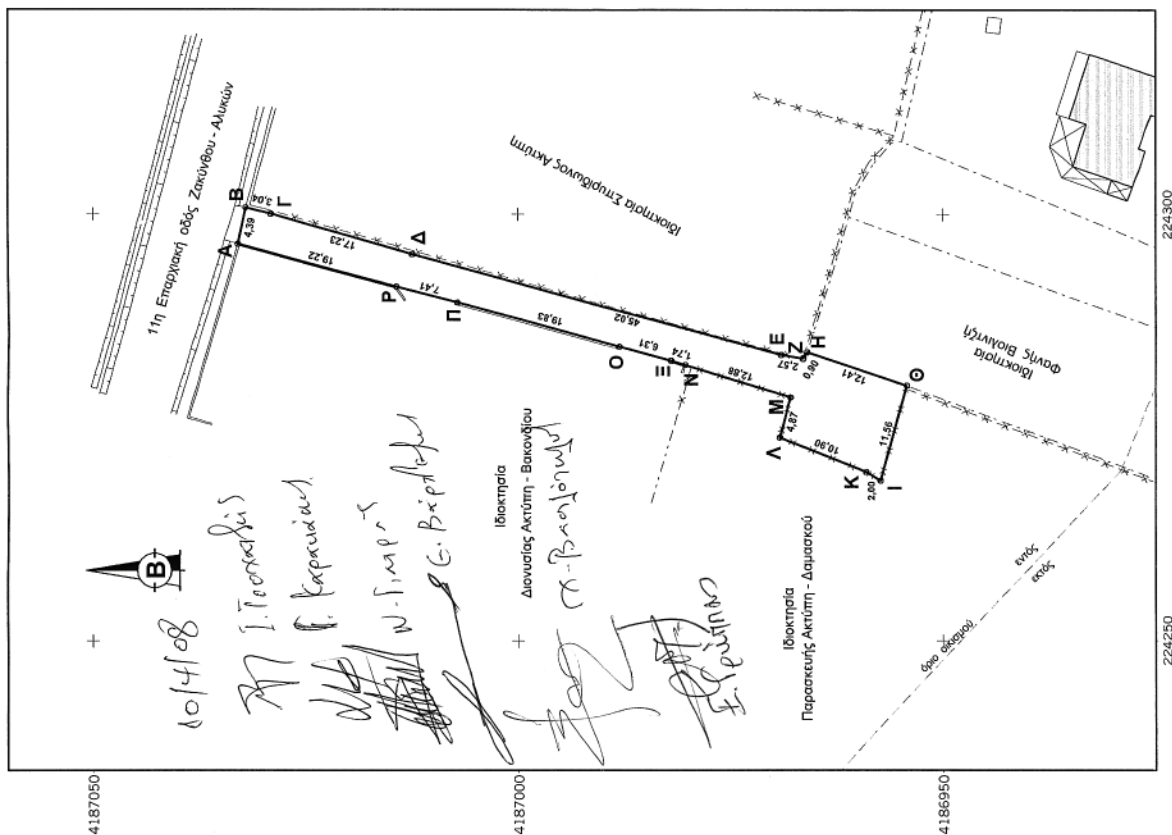 11η Επαρχιακή οδός Ζακύνθου - Αλυκών
Α
Β
4,39
3,04
Γ
17,23
19,22
Δ
Ρ
7,41
Π
19,83
45,02
Ιδιοκτησία Σπυρίδωνος Ακτύπη
Ο
6,31
Ξ
1,74
Ν
12,88
Ε
Ζ
2,57
Η
0,90
Μ
4,87
Λ
10,90
12,41
Κ
2,00
Ι
11,56
Θ
Ιδιοκτησία
Φανής Βιολιντζή
Β
10/4/08
Ιδιοκτησία
Διονυσίας Ακτύπη - Βακονδίου
Ιδιοκτησία
Παρασκευής Ακτύπη - Δαμασκού
όριο οικισμού
εντός
εκτός
4187050
4187000
4186950
224250
224300